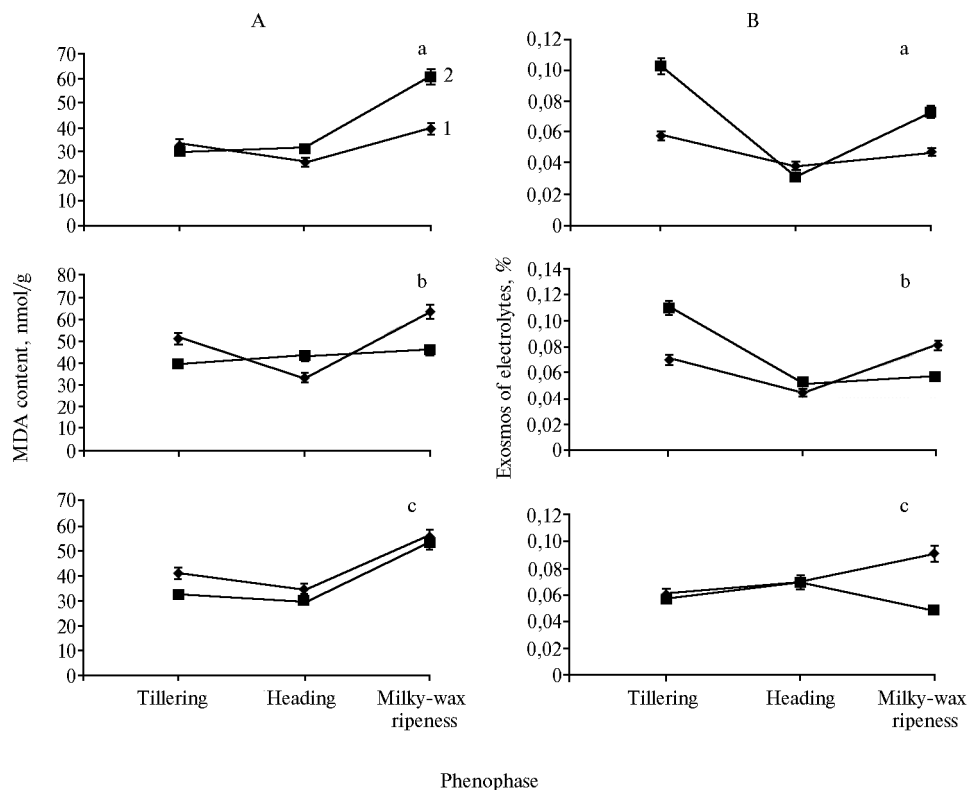 A
MDA content, nmol/g
a
70
60
50
40
30
20
10
0
2
1
b
80
70
60
50
40
30
20
10
0
c
70
60
50
40
30
20
10
0
Tillering
Heading
Milky-wax
ripeness
B
Exosmos of electrolytes, %
a
0,12
0,10
0,08
0,06
0,04
0,02
0
b
0,14
0,12
0,10
0,08
0,06
0,04
0,02
0
c
0,12
0,10
0,08
0,06
0,04
0,02
0
Tillering
Heading
Milky-wax
ripeness
Phenophase